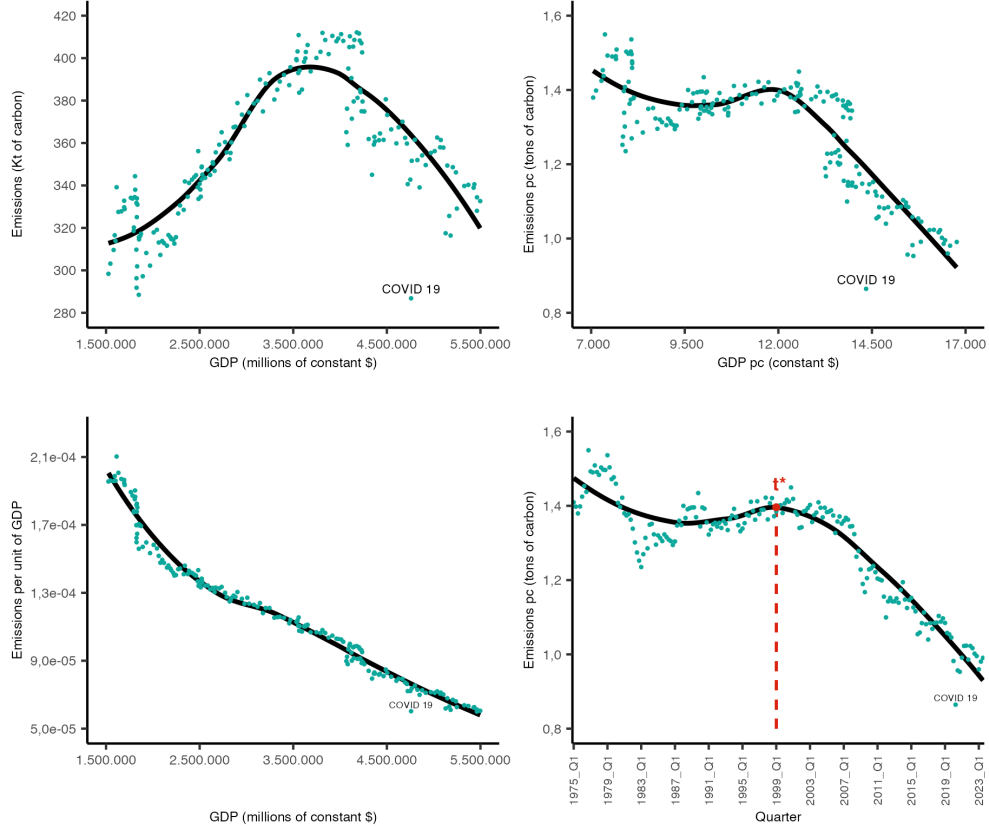 Emissions (Kt of carbon)
420
400
380
360
340
320
300
280
COVID 19
1.500.000 2.500.000 3.500.000 4.500.000 5.500.000
GDP (millions of constant $)
Emissions pc (tons of carbon)
1,6
1,4
1,2
1,0
0,8
COVID 19
7.000 9.500 12.000 14.500 17.000
GDP pc (constant $)
Emissions per unit of GDP
2,1e-04
1,7e-04
1,3e-04
9,0e-05
5,0e-05
COVID 19
1.500.000 2.500.000 3.500.000 4.500.000 5.500.000
GDP (millions of constant $)
Emissions pc (tons of carbon)
1,6
1,4
1,2
1,0
0,8
t*
COVID 19
1975_Q1
1979_Q1
1983_Q1
1987_Q1
1991_Q1
1995_Q1
1999_Q1
2003_Q1
2007_Q1
2011_Q1
2015_Q1
2019_Q1
2023_Q1
Quarter